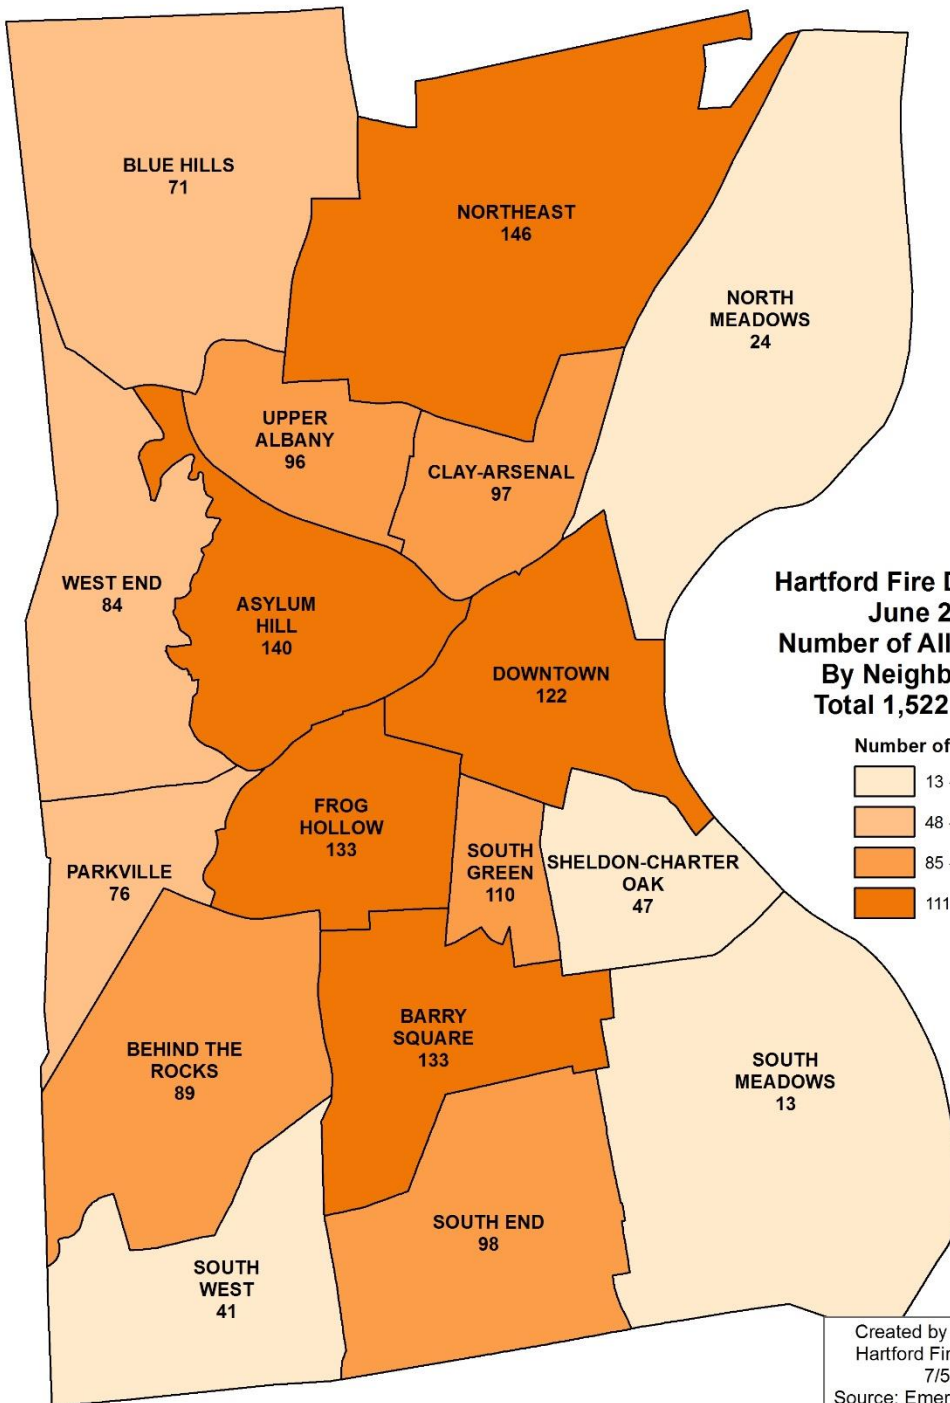 BLUE HILLS
71
NORTHEAST
146
NORTH
MEADOWS
24
UPPER
ALBANY
96
CLAY-ARSENAL
97
WEST END
84
ASYLUM
HILL
140
DOWNTOWN
122
Hartford Fire
June
Number of All
By
Total 1,522
Number of
13
48
85
111
FROG
HOLLOW
133
PARKVILLE
76
SOUTH
GREEN
110
SHELDON-CHARTER
OAK
47
BEHIND THE
ROCKS
89
BARRY
SQUARE
133
SOUTH
MEADOWS
13
SOUTH END
98
SOUTH
WEST
41
Created by
Hartford
7/5
Source: